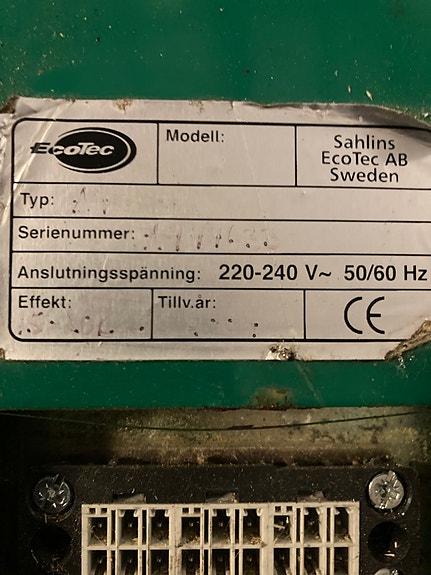 EcoTec
Modell:
Sahlins
EcoTec AB
Sweden
Typ:
Serienummer:
Anslutningsspänning: 220-240 V~ 50/60 Hz
Effekt:
Tillv.år:
CE